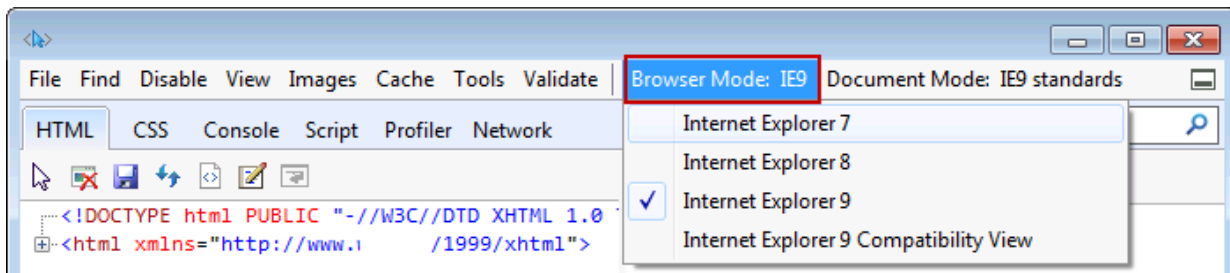 File Find Disable View Images Cache Tools Validate Browser Mode: IE9 Document Mode: IE9 standards
HTML CSS Console Script Profiler Network
Internet Explorer 7
Internet Explorer 8
Internet Explorer 9
Internet Explorer 9 Compatibility View
<!DOCTYPE html PUBLIC "-//W3C//DTD XHTML 1.0
<html xmlns="http://www. /1999/xhtml">